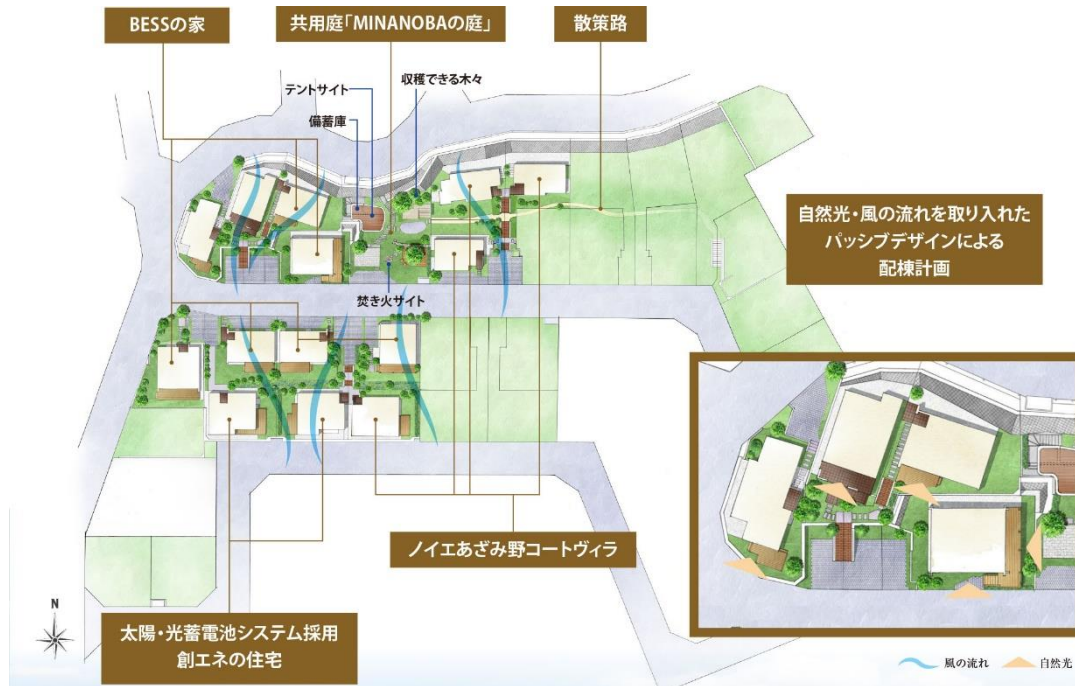 BESSの家
共用庭「MINANOBAの庭」
散策路
テントサイト
収穫できる木々
備蓄庫
自然光・風の流れを取り入れた
パッシブデザインによる
配棟計画
焚き火サイト
ノイエあざみ野コートヴィラ
N
太陽・光蓄電池システム採用
創エネの住宅
風の流れ
自然光